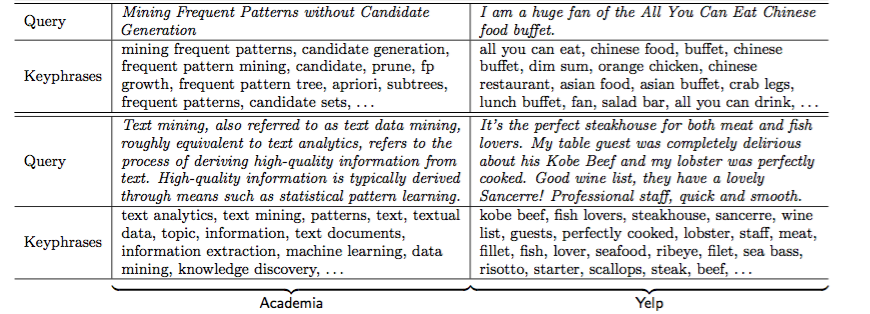 Query
Mining Frequent Patterns without Candidate
Generation
I am a huge fan of the All You Can Eat Chinese
food buffet.
Keyphrases
mining frequent patterns, candidate generation,
frequent pattern mining, candidate, prune, fp
growth, frequent pattern tree, apriori, subtrees,
frequent patterns, candidate sets, ...
all you can eat, chinese food, buffet, chinese
buffet, dim sum, orange chicken, chinese
restaurant, asian food, asian buffet, crab legs,
lunch buffet, fan, salad bar, all you can drink, ...
Query
Text mining, also referred to as text data mining,
roughly equivalent to text analytics, refers to the
process of deriving high-quality information from
text. High-quality information is typically derived
through means such as statistical pattern learning.
It's the perfect steakhouse for both meat and fish
lovers. My table guest was completely delirious
about his Kobe Beef and my lobster was perfectly
cooked. Good wine list, they have a lovely
Sancerre! Professional staff, quick and smooth.
Keyphrases
text analytics, text mining, patterns, text, textual
data, topic, information, text documents,
information extraction, machine learning, data
mining, knowledge discovery, ...
kobe beef, fish lovers, steakhouse, sancerre, wine
list, guests, perfectly cooked, lobster, staff, meat,
fillet, fish, lover, seafood, ribeye, filet, sea bass,
risotto, starter, scallops, steak, beef, ...
Academia
Yelp